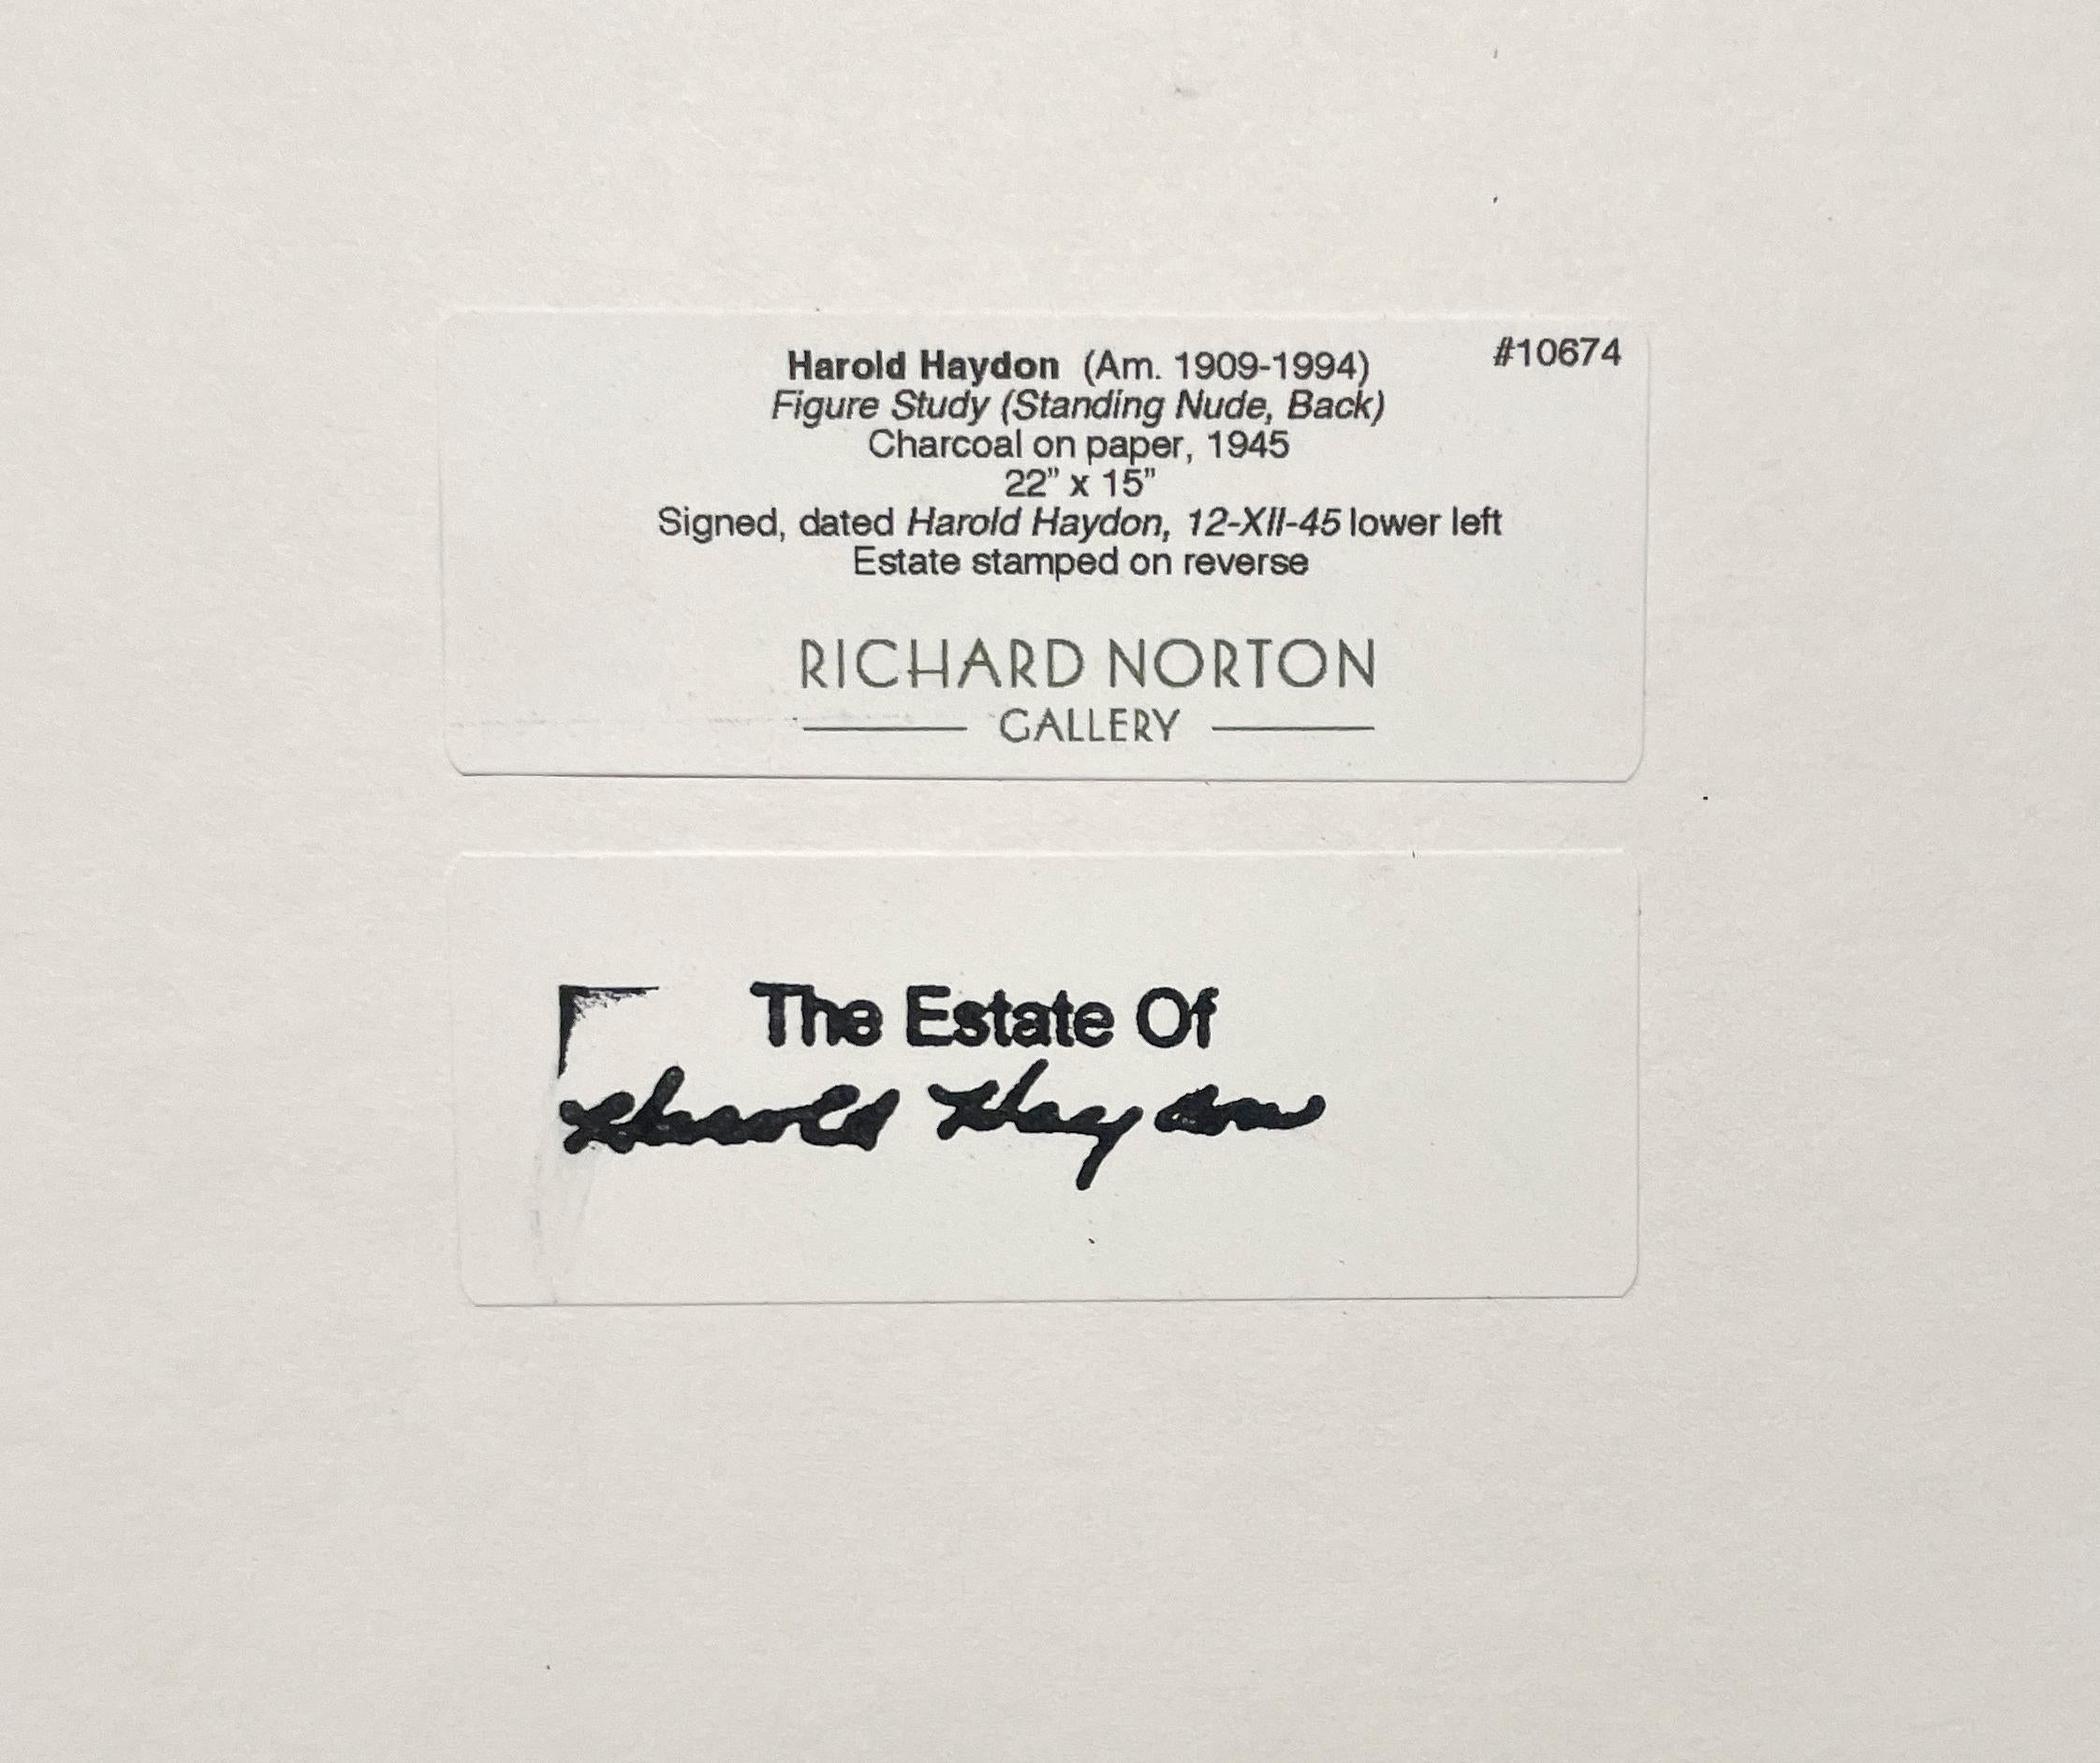 Harold Haydon (Am. 1909-1994) #10674
Figure Study (Standing Nude, Back)
Charcoal on paper, 1945
22” x 15”
Signed, dated Harold Haydon, 12-XII-45 lower left
Estate stamped on reverse
RICHARD NORTON
GALLERY
The Estate Of
Harold Haydon